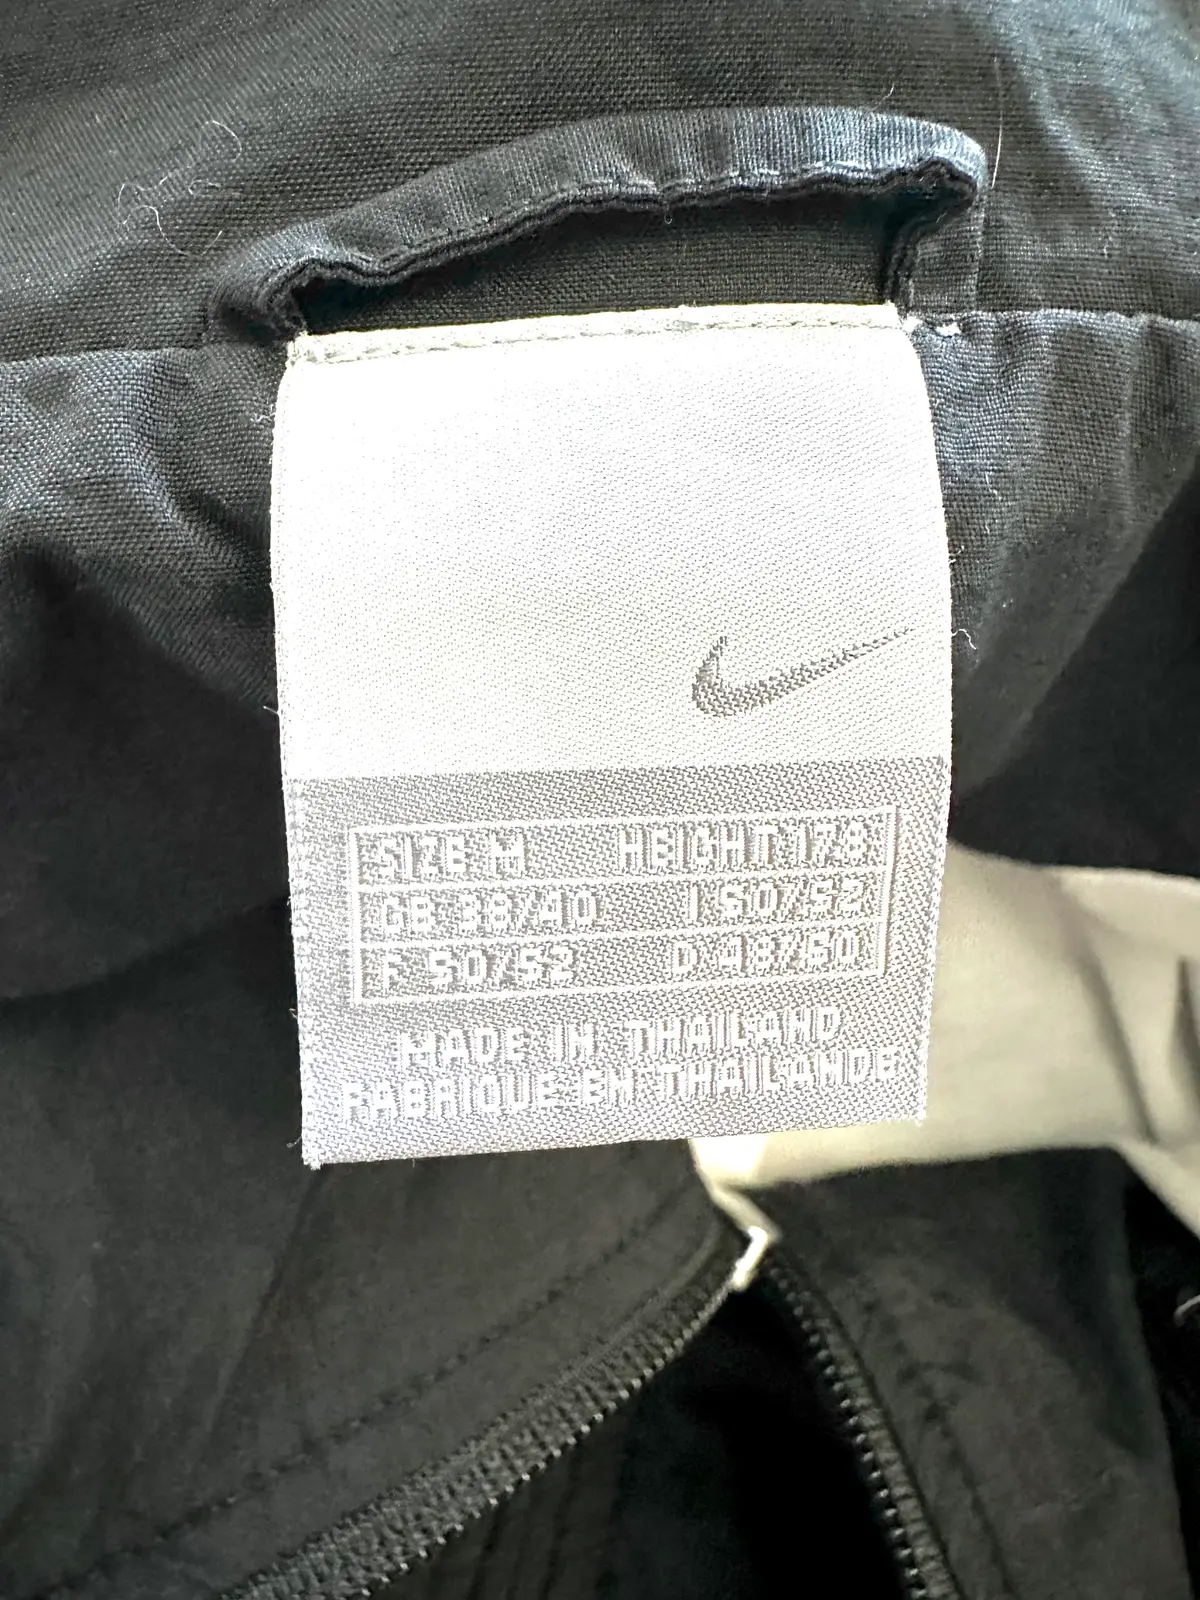 SIZE M HEIGHT 178
GB 38/40 I 50/52
F 50/52 D 48/50
MADE IN THAILAND
FABRIQUE EN THAILANDE